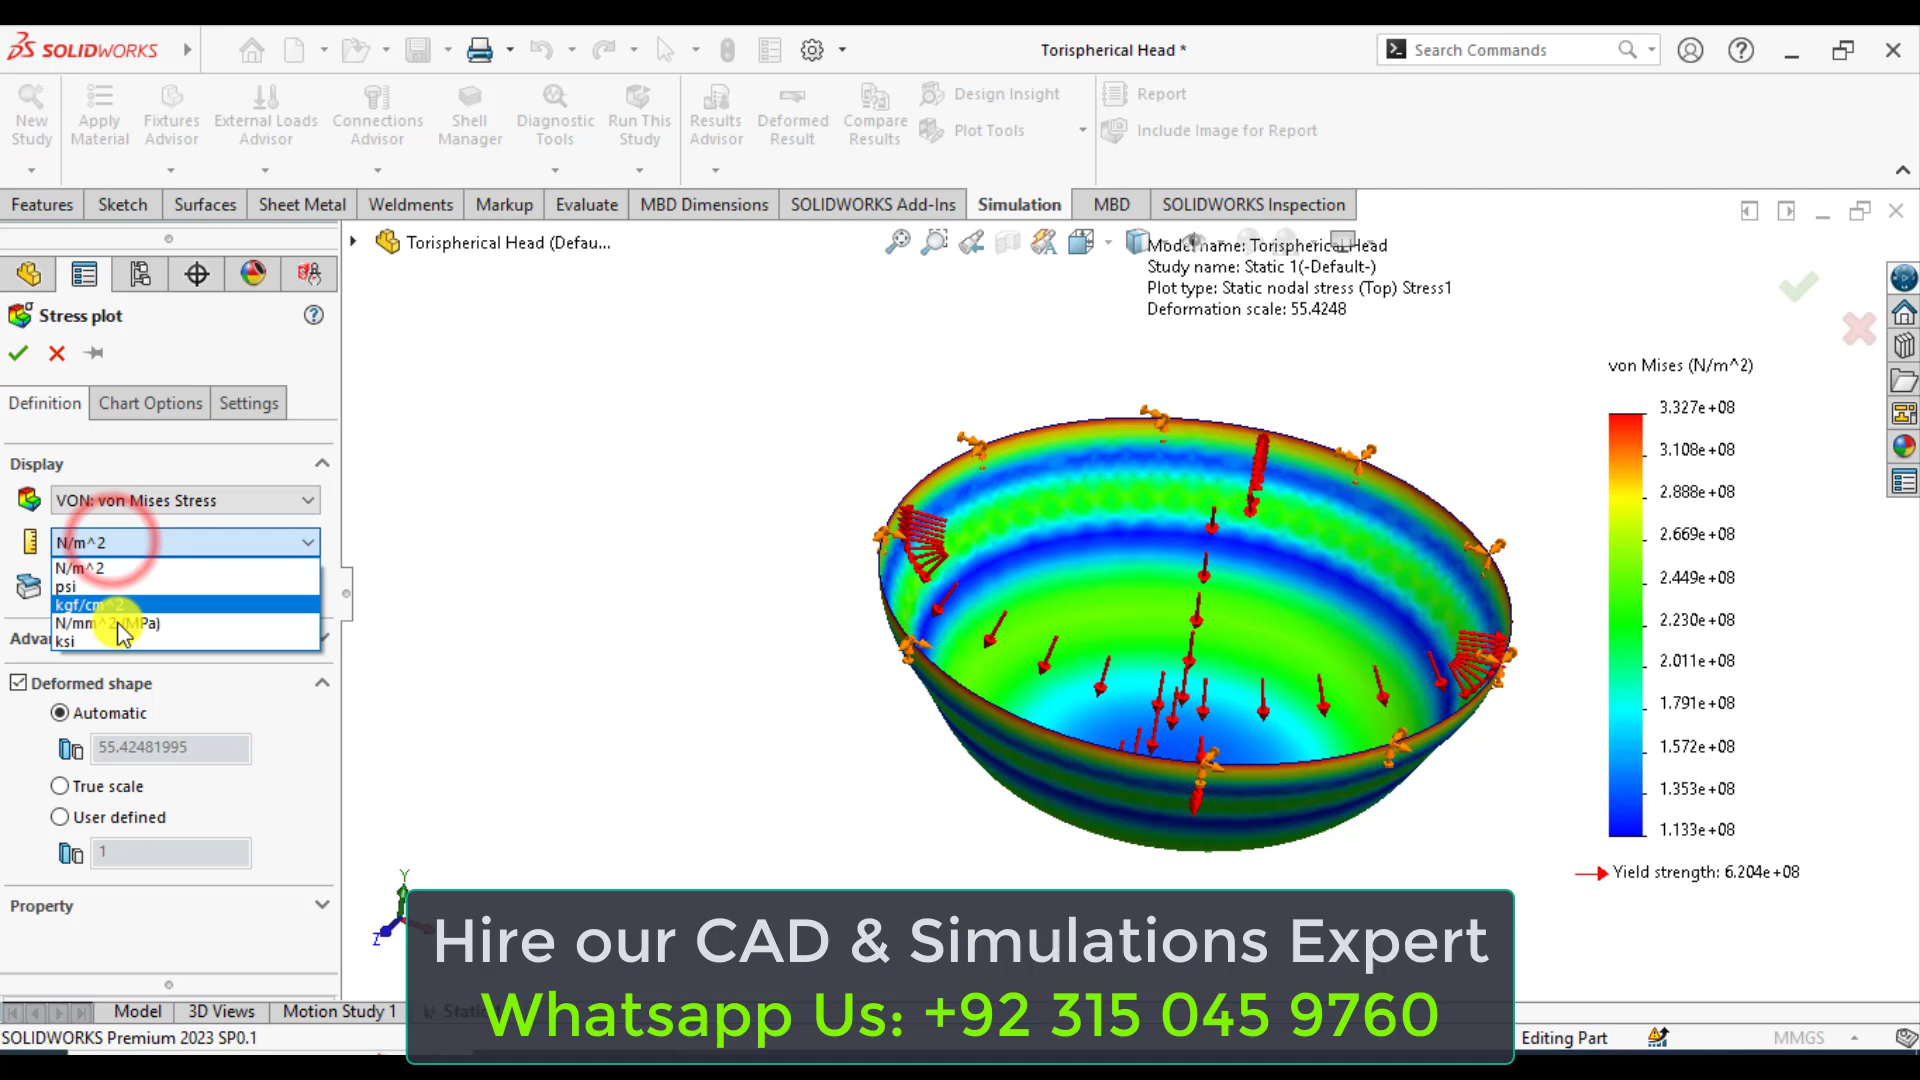 SOLIDWORKS
Torispherical Head *
Search Commands
New Study
Apply Material
Fixtures Advisor
External Loads Advisor
Connections Advisor
Shell Manager
Diagnostic Tools
Run This Study
Results Advisor
Deformed Result
Compare Results
Design Insight
Plot Tools
Report
Include Image for Report
Features
Sketch
Surfaces
Sheet Metal
Weldments
Markup
Evaluate
MBD Dimensions
SOLIDWORKS Add-Ins
Simulation
MBD
SOLIDWORKS Inspection
Torispherical Head (Defau...
Model name: Torispherical Head
Study name: Static 1(-Default-)
Plot type: Static nodal stress (Top) Stress1
Deformation scale: 55.4248
Stress plot
Definition
Chart Options
Settings
Display
VON: von Mises Stress
N/m^2
N/m^2
psi
kgf/cm^2
N/mm^2 (MPa)
ksi
Deformed shape
Automatic
55.42481995
True scale
User defined
1
Property
von Mises (N/m^2)
3.327e+08
3.108e+08
2.888e+08
2.669e+08
2.449e+08
2.230e+08
2.011e+08
1.791e+08
1.572e+08
1.353e+08
1.133e+08
Yield strength: 6.204e+08
Y
Z
Hire our CAD & Simulations Expert
Whatsapp Us: +92 315 045 9760
Model
3D Views
Motion Study 1
SOLIDWORKS Premium 2023 SP0.1
Editing Part
MMGS